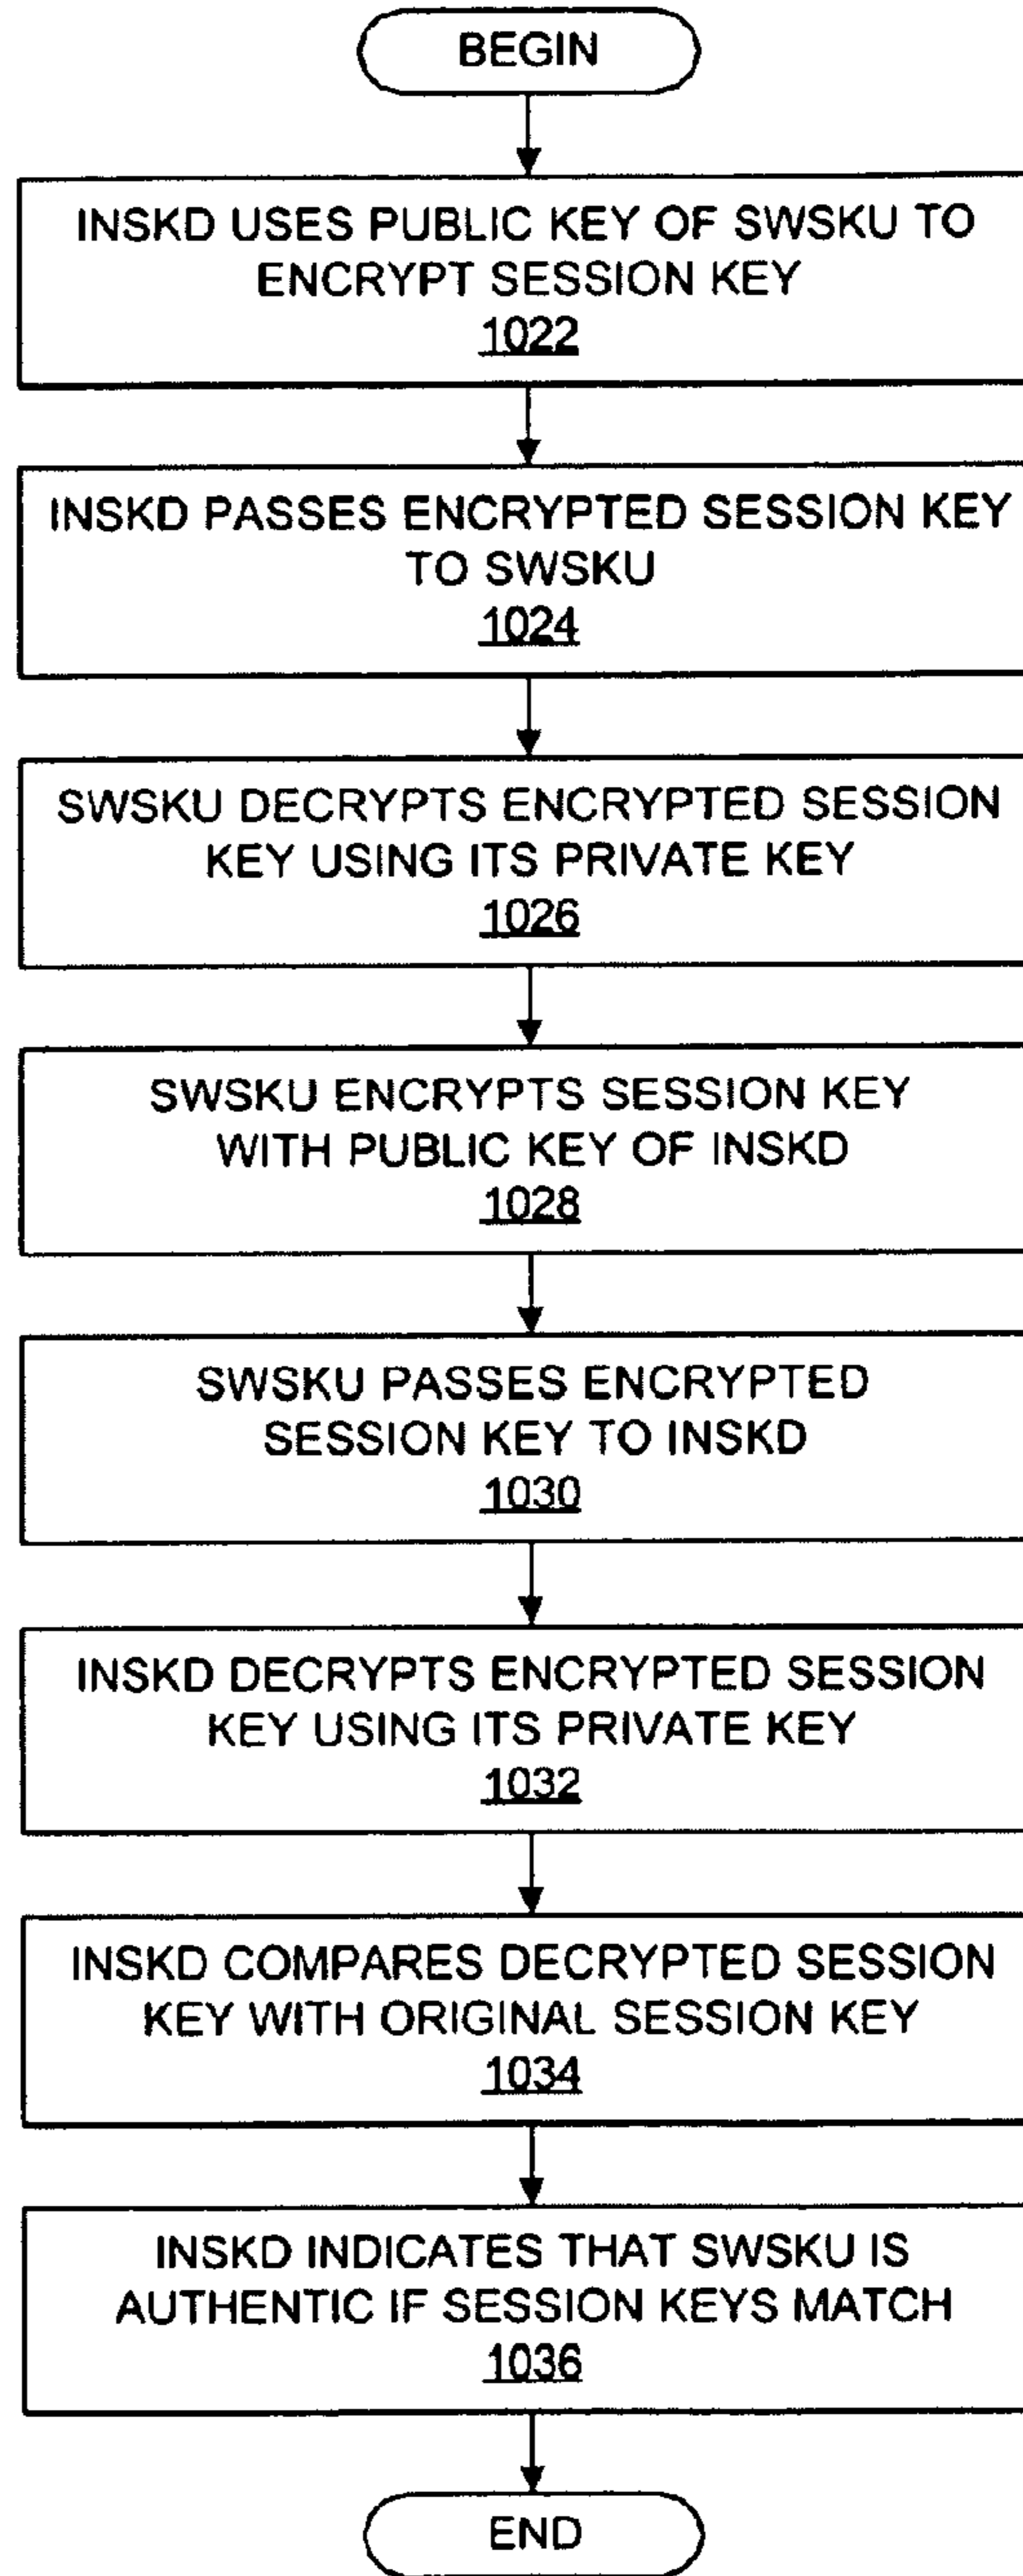 BEGIN
INSKD USES PUBLIC KEY OF SWSKU TO
ENCRYPT SESSION KEY
1022
INSKD PASSES ENCRYPTED SESSION KEY
TO SWSKU
1024
SWSKU DECRYPTS ENCRYPTED SESSION
KEY USING ITS PRIVATE KEY
1026
SWSKU ENCRYPTS SESSION KEY
WITH PUBLIC KEY OF INSKD
1028
SWSKU PASSES ENCRYPTED
SESSION KEY TO INSKD
1030
INSKD DECRYPTS ENCRYPTED SESSION
KEY USING ITS PRIVATE KEY
1032
INSKD COMPARES DECRYPTED SESSION
KEY WITH ORIGINAL SESSION KEY
1034
INSKD INDICATES THAT SWSKU IS
AUTHENTIC IF SESSION KEYS MATCH
1036
END